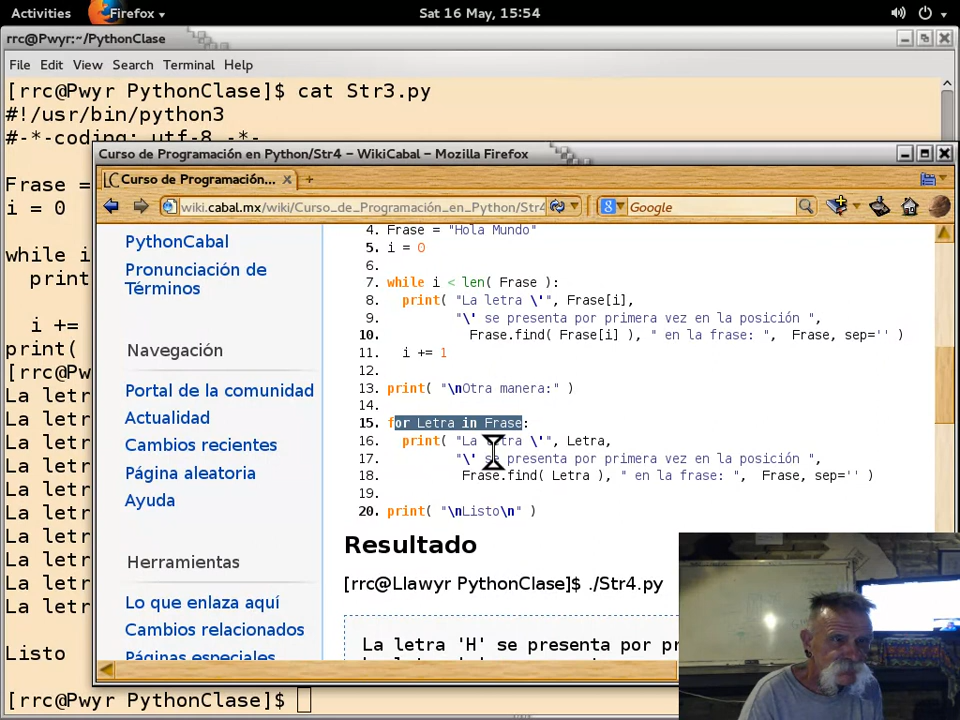 Activities
Firefox
Sat 16 May, 15:54
rrc@Pwyr:~/PythonClase
File Edit View Search Terminal Help
[rrc@Pwyr PythonClase]$ cat Str3.py
#!/usr/bin/python3
#-*-coding: utf-8 -*-
Frase =
i = 0
while i
print
i +=
print(
[rrc@Pwyr
La letr
La letr
La letr
La letr
La letr
La letr
La letr
La letr
La letr
La letr
Listo
[rrc@Pwyr PythonClase]$
Curso de Programación en Python/Str4 – WikiCabal – Mozilla Firefox
Curso de Programación...
wiki.cabal.mx/wiki/Curso_de_Programación_en_Python/Str4
Google
PythonCabal
Pronunciación de
Términos
Navegación
Portal de la comunidad
Actualidad
Cambios recientes
Página aleatoria
Ayuda
Herramientas
Lo que enlaza aquí
Cambios relacionados
Páginas especiales
4. Frase = "Hola Mundo"
5. i = 0
6.
7. while i < len( Frase ):
8. print( "La letra \'", Frase[i],
9. "\' se presenta por primera vez en la posición ",
10. Frase.find( Frase[i] ), " en la frase: ", Frase, sep='' )
11. i += 1
12.
13. print( "\nOtra manera:" )
14.
15. for Letra in Frase:
16. print( "La letra \'", Letra,
17. "\' se presenta por primera vez en la posición ",
18. Frase.find( Letra ), " en la frase: ", Frase, sep='' )
19.
20. print( "\nListo\n" )
Resultado
[rrc@Llawyr PythonClase]$ ./Str4.py
La letra 'H' se presenta por pr